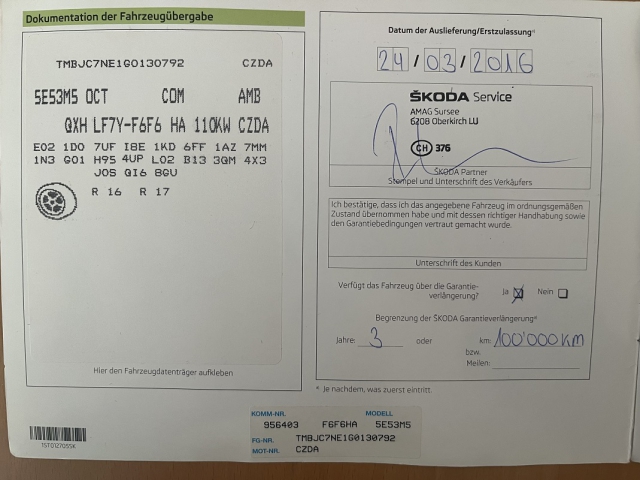 Dokumentation der Fahrzeugübergabe
TMBJC7NE1G0130792 CZDA
5E53M5 OCT COM AMB
QXH LF7Y-F6F6 HA 110KW CZDA
E02 1D0 7UF I8E 1KD 6FF 1AZ 7MM
1N3 G01 H95 4UP L02 B13 3GM 4X3
J0S QI6 BGU
R 16 R 17
Hier den Fahrzeugdatenträger aufkleben
Datum der Auslieferung/Erstzulassung
24 / 03 / 2016
ŠKODA Service
AMAG Sursee
6208 Oberkirch LU
CH 376
ŠKODA Partner
Stempel und Unterschrift des Verkäufers
Ich bestätige, dass ich das angegebene Fahrzeug im ordnungsgemäßen
Zustand übernommen habe und mit dessen richtiger Handhabung sowie
den Garantiebedingungen vertraut gemacht wurde.
Unterschrift des Kunden
Verfügt das Fahrzeug über die Garantie-
verlängerung? Ja Nein
Begrenzung der ŠKODA Garantieverlängerung*
Jahre: 3 oder km: 100'000 KM
bzw.
Meilen:
* Je nachdem, was zuerst eintritt.
KOMM-NR. MODELL
956403 F6F6HA 5E53M5
FG-NR. TMBJC7NE1G0130792
MOT-NR. CZDA